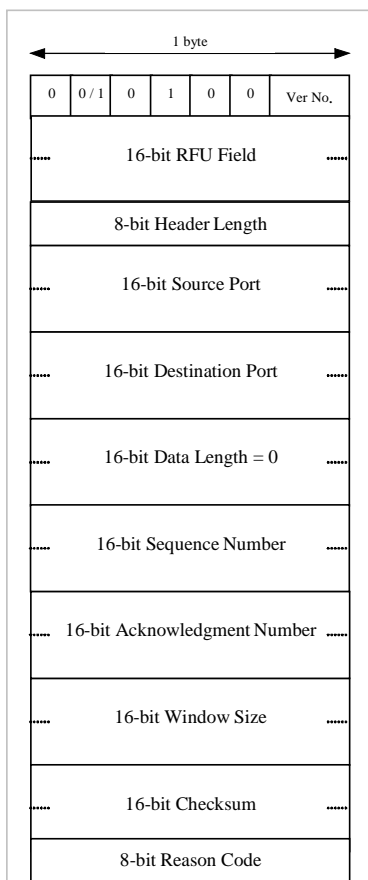 1 byte
0 0 / 1 0 1 0 0 Ver No.
16-bit RFU Field
8-bit Header Length
16-bit Source Port
16-bit Destination Port
16-bit Data Length = 0
16-bit Sequence Number
16-bit Acknowledgment Number
16-bit Window Size
16-bit Checksum
8-bit Reason Code